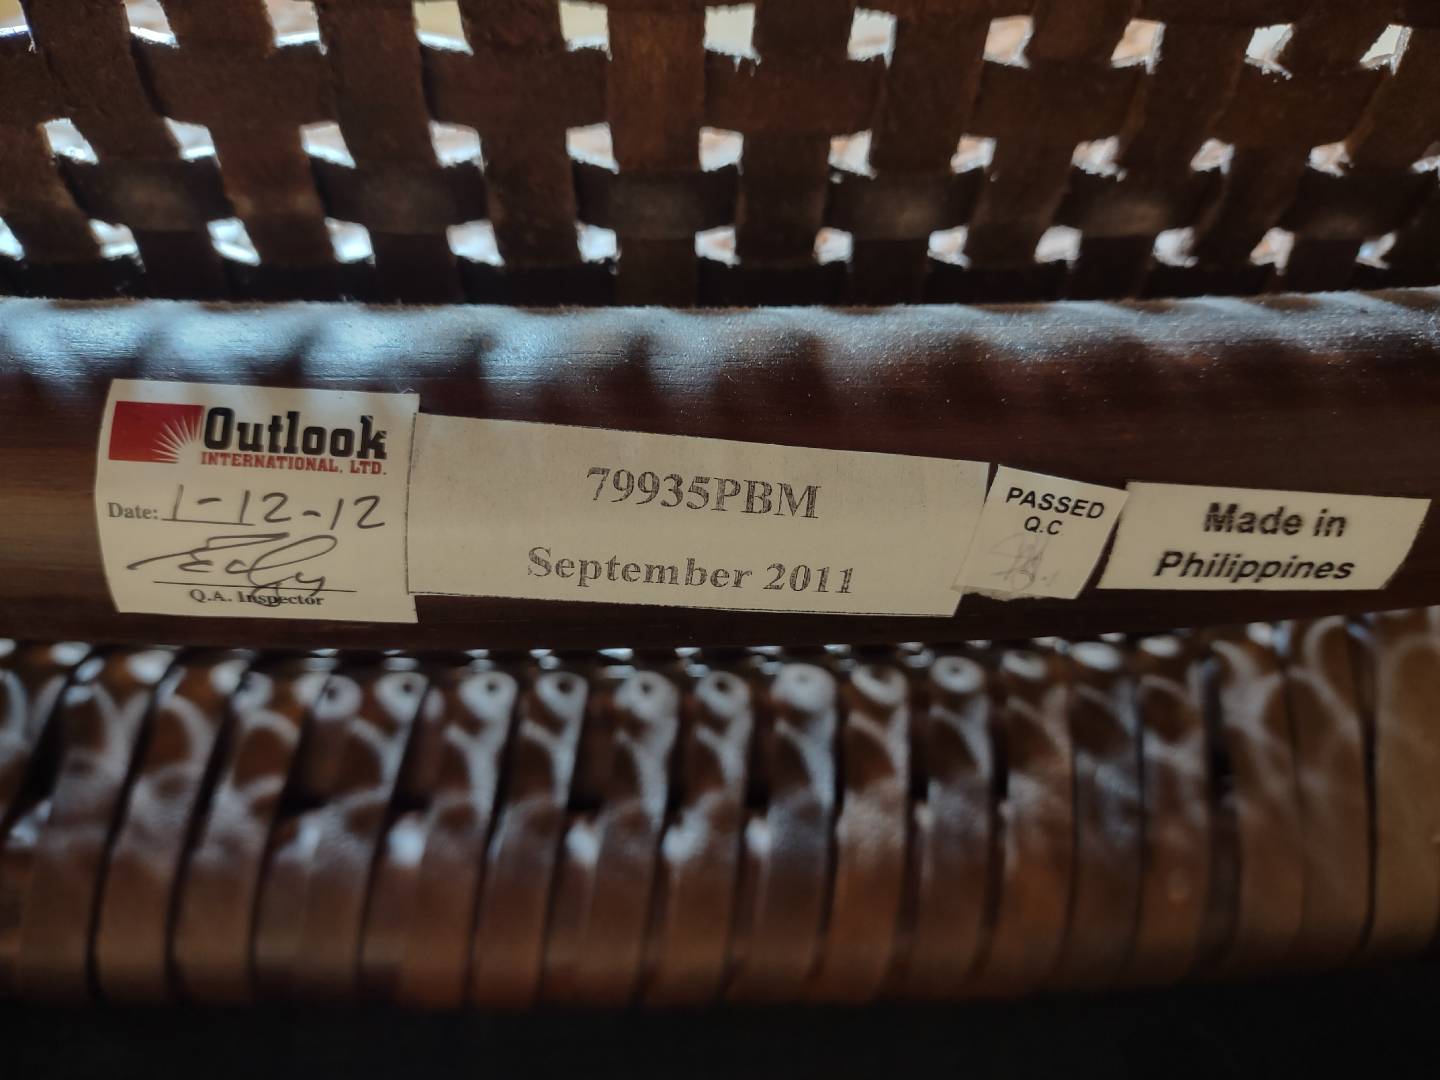 Outlook
INTERNATIONAL, LTD.
Date: 1-12-12
Q.A. Inspector
79935PBM
September 2011
PASSED
Q.C
Made in
Philippines